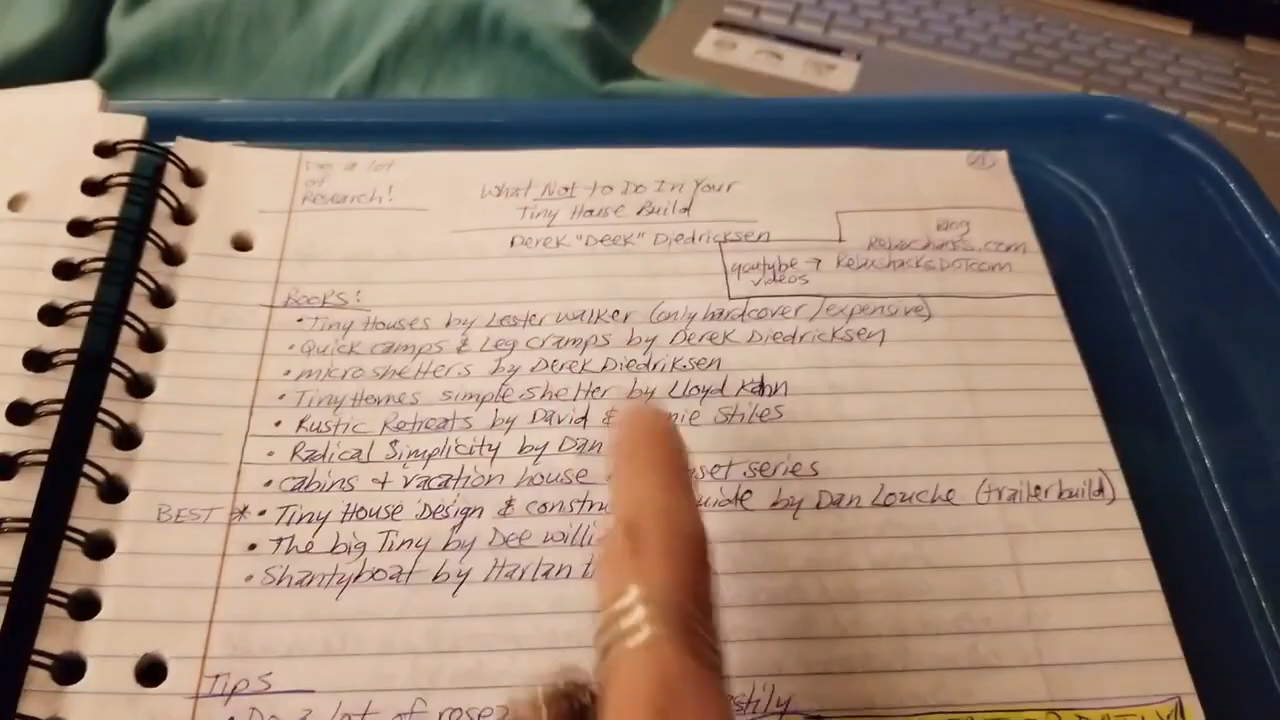 Do a lot
of
Research!
What Not to Do In Your
Tiny House Build
Derek "Deek" Diedricksen
Blog
Relaxshacks.com
youtube → RelaxshacksDOTcom
videos
Books:
• Tiny Houses by Lester Walker (only hardcover/expensive)
• Quick camps & Leg cramps by Derek Diedricksen
• microshelters by Derek Diedriksen
• Tiny Homes simple shelter by Lloyd Kahn
• Rustic Retreats by David & Stiles
• Radical Simplicity by Dan
• cabins & vacation house series
BEST * • Tiny House Design & by Dan Louche (trailer build)
• The big Tiny by Dee
• Shantyboat by Harlan
Tips
• Do a lot of